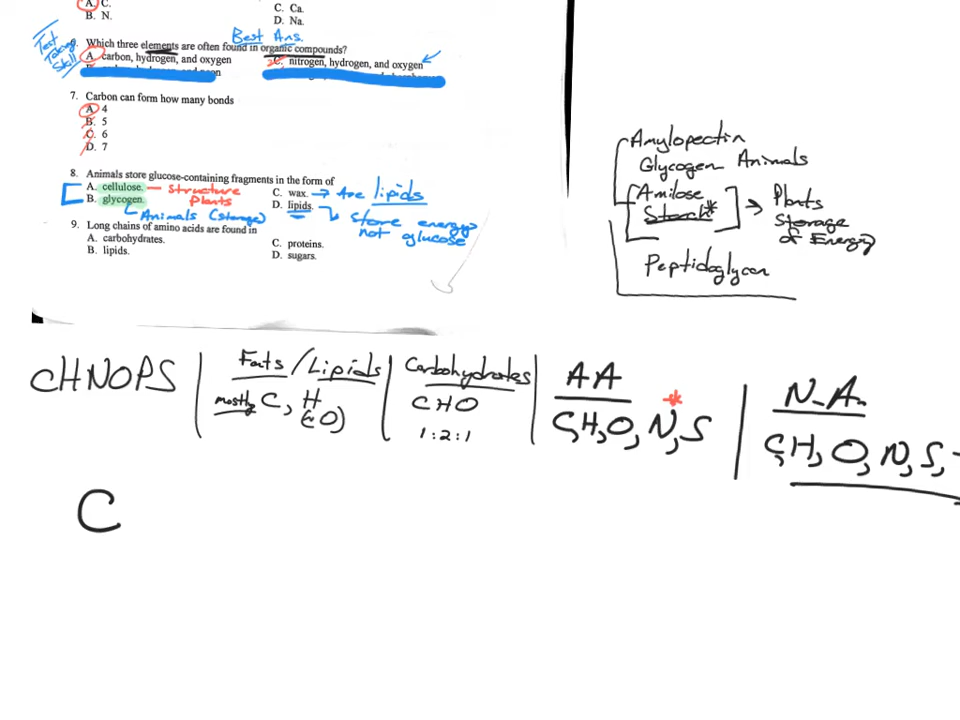 A. C.
B. N.
C. Ca.
D. Na.
Test Taking Skill
Best Ans.
Which three elements are often found in organic compounds?
A. carbon, hydrogen, and oxygen
C. nitrogen, hydrogen, and oxygen
7. Carbon can form how many bonds
A. 4
B. 5
C. 6
D. 7
8. Animals store glucose-containing fragments in the form of
A. cellulose. — Structure Plants
B. glycogen.
Animals (storage)
C. wax. → Are lipids
D. lipids.
store energy
not glucose
9. Long chains of amino acids are found in
A. carbohydrates.
B. lipids.
C. proteins.
D. sugars.
Amylopectin
Glycogen Animals
Amilose
Starch*
→ Plants
Storage
of Energy
Peptidoglycan
CHNOPS
Fats/Lipids
mostly C, H
(≈O)
Carbohydrates
CHO
1:2:1
AA
C,H,O,N,S
*
N.A.
C,H,O,N,S,
C